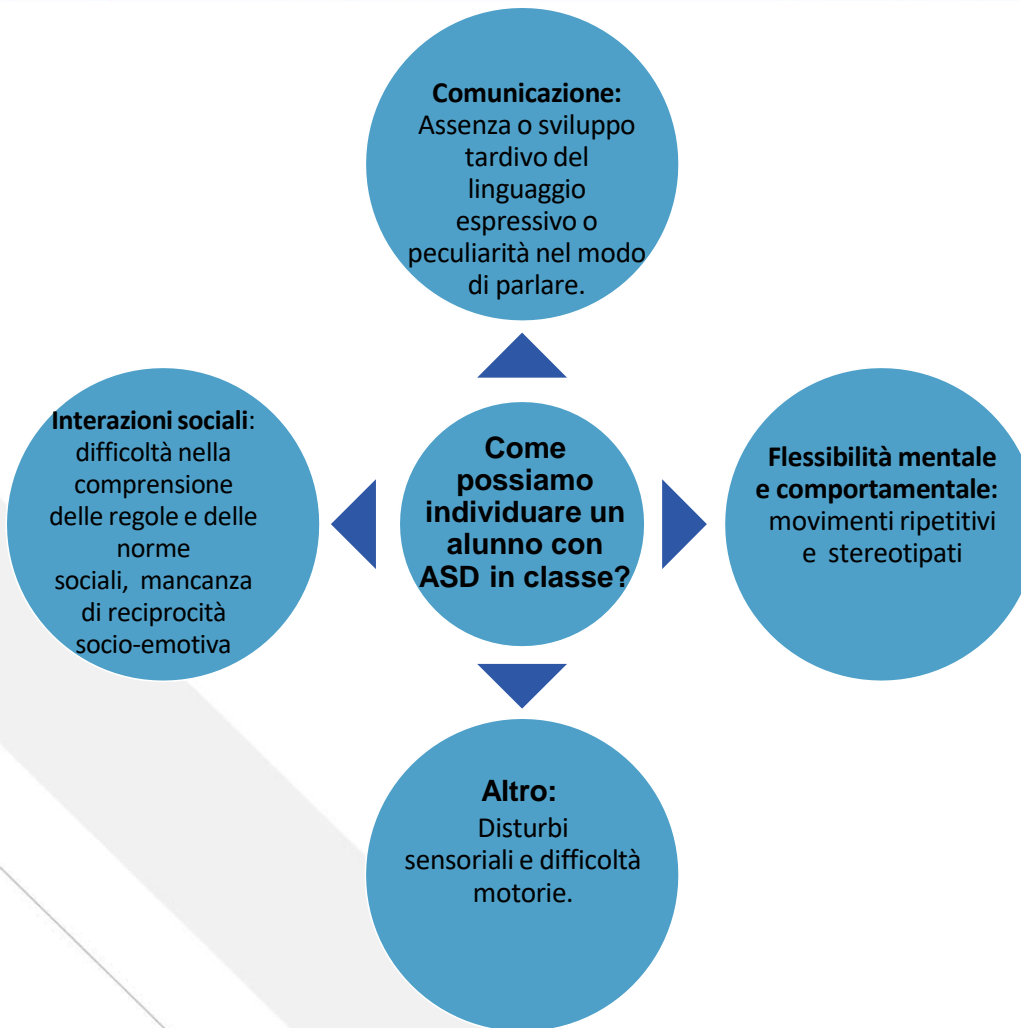 Comunicazione:
Assenza o sviluppo
tardivo del
linguaggio
espressivo o
peculiarità nel modo
di parlare.
Interazioni sociali:
difficoltà nella
comprensione
delle regole e delle
norme
sociali, mancanza
di reciprocità
socio-emotiva
Come
possiamo
individuare un
alunno con
ASD in classe?
Flessibilità mentale
e comportamentale:
movimenti ripetitivi
e stereotipati
Altro:
Disturbi
sensoriali e difficoltà
motorie.